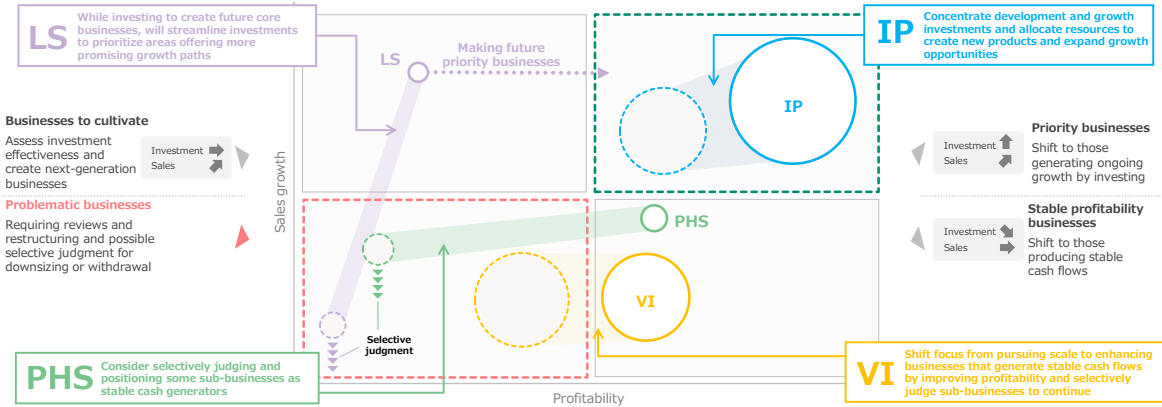 LS
While investing to create future core
businesses, will streamline investments
to prioritize areas offering more
promising growth paths
IP
Concentrate development and growth
investments and allocate resources to
create new products and expand growth
opportunities
LS
Making future
priority businesses
IP
Businesses to cultivate
Assess investment
effectiveness and
create next-generation
businesses
Investment
Sales
Problematic businesses
Requiring reviews and
restructuring and possible
selective judgment for
downsizing or withdrawal
Sales growth
Priority businesses
Shift to those
generating ongoing
growth by investing
Investment
Sales
Stable profitability
businesses
Shift to those
producing stable
cash flows
Investment
Sales
PHS
VI
Selective
judgment
PHS
Consider selectively judging and
positioning some sub-businesses as
stable cash generators
VI
Shift focus from pursuing scale to enhancing
businesses that generate stable cash flows
by improving profitability and selectively
judge sub-businesses to continue
Profitability